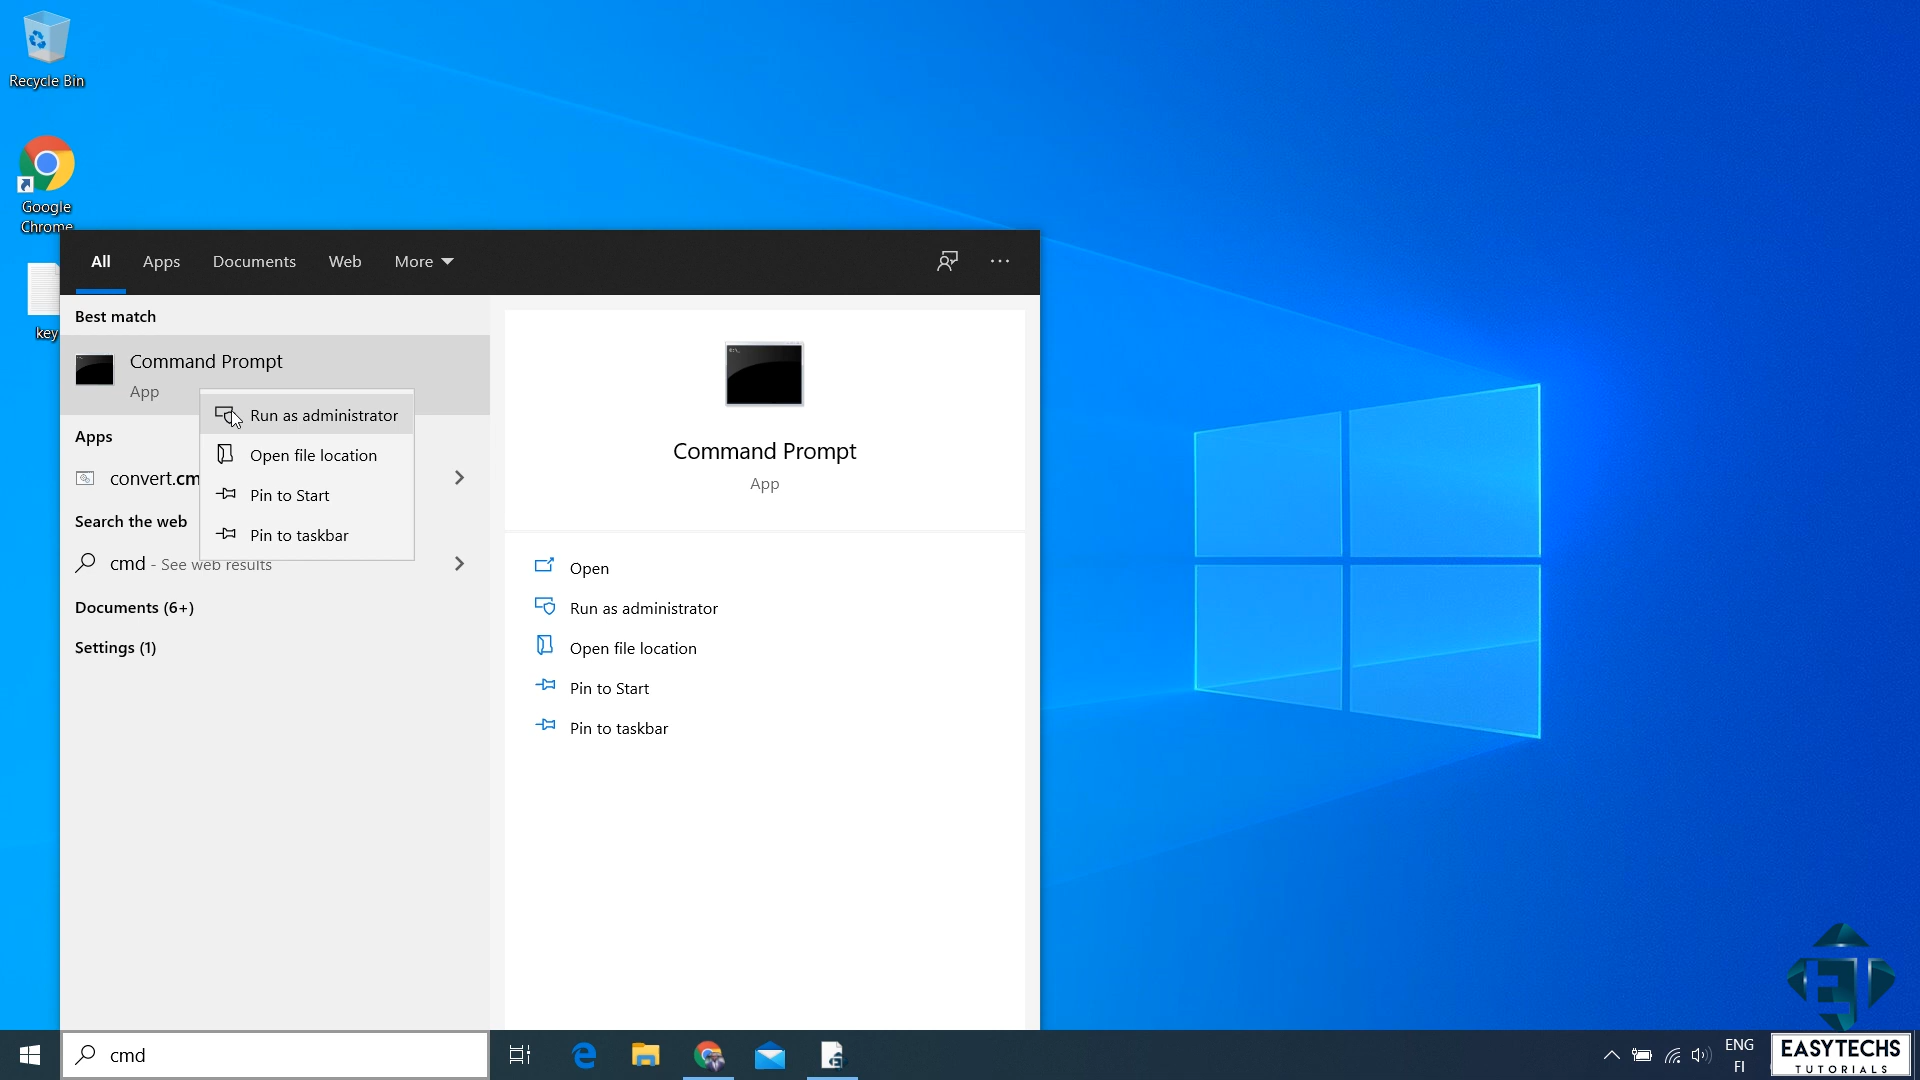 Recycle Bin
Google
Chrome
key
All
Apps
Documents
Web
More
Best match
Command Prompt
App
Run as administrator
Open file location
Pin to Start
Pin to taskbar
Apps
convert.cm
Search the web
cmd - See web results
Documents (6+)
Settings (1)
Command Prompt
App
Open
Run as administrator
Open file location
Pin to Start
Pin to taskbar
cmd
ENG
FI
EASYTECHS
TUTORIALS